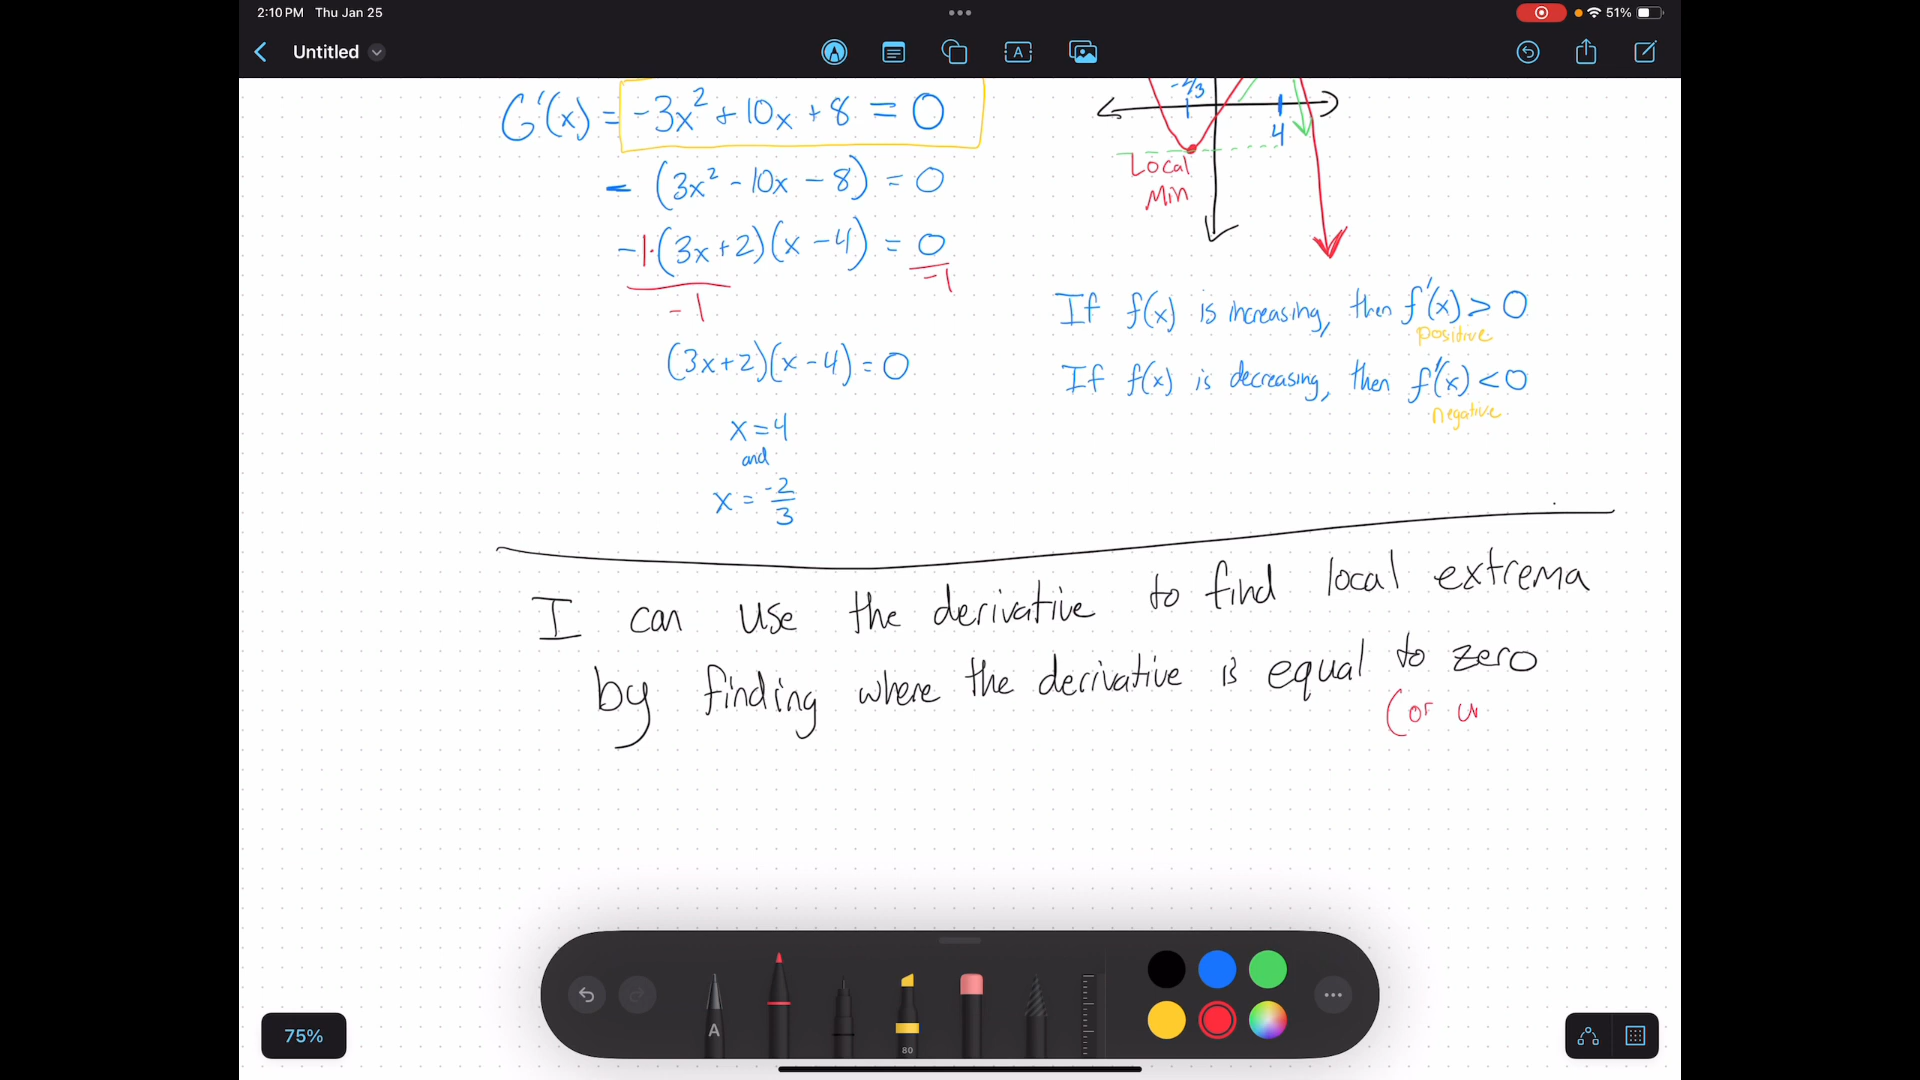 2:10 PM Thu Jan 25
51%
Untitled
G'(x) = -3x² + 10x + 8 = 0
- (3x² - 10x - 8) = 0
-1·(3x+2)(x-4) = 0
-1
-1
(3x+2)(x-4) = 0
x = 4
and
x = -2/3
-2/3
4
Local
Min
If f(x) is increasing, then f'(x) > 0
positive
If f(x) is decreasing, then f'(x) < 0
negative
I can use the derivative to find local extrema
by finding where the derivative is equal to zero
(or u
A
80
75%